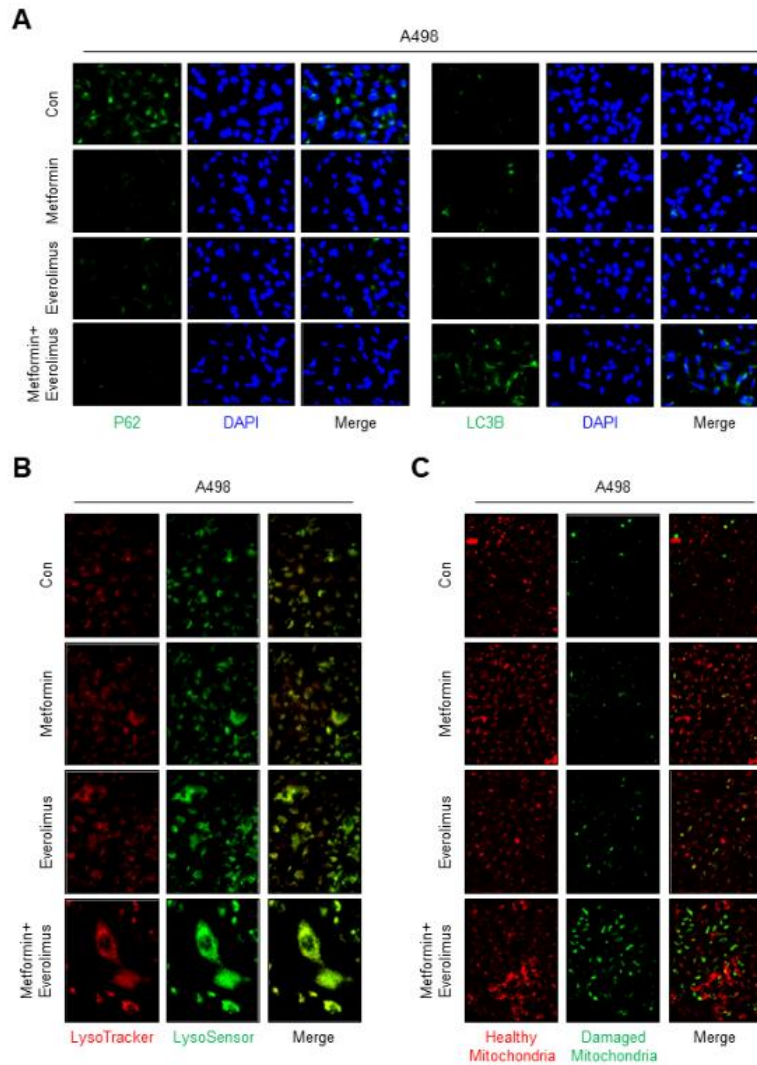 A
A498
Con
Metformin
Everolimus
Metformin+
Everolimus
P62 DAPI Merge LC3B DAPI Merge
B
A498
Con
Metformin
Everolimus
Metformin+
Everolimus
LysoTracker LysoSensor Merge
C
A498
Con
Metformin
Everolimus
Metformin+
Everolimus
Healthy Damaged Merge
Mitochondria Mitochondria